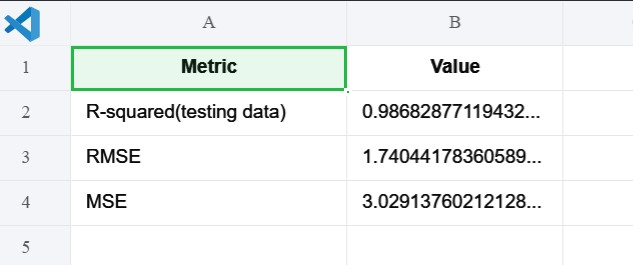 A B
1 Metric Value
2 R-squared(testing data) 0.98682877119432...
3 RMSE 1.74044178360589...
4 MSE 3.02913760212128...
5